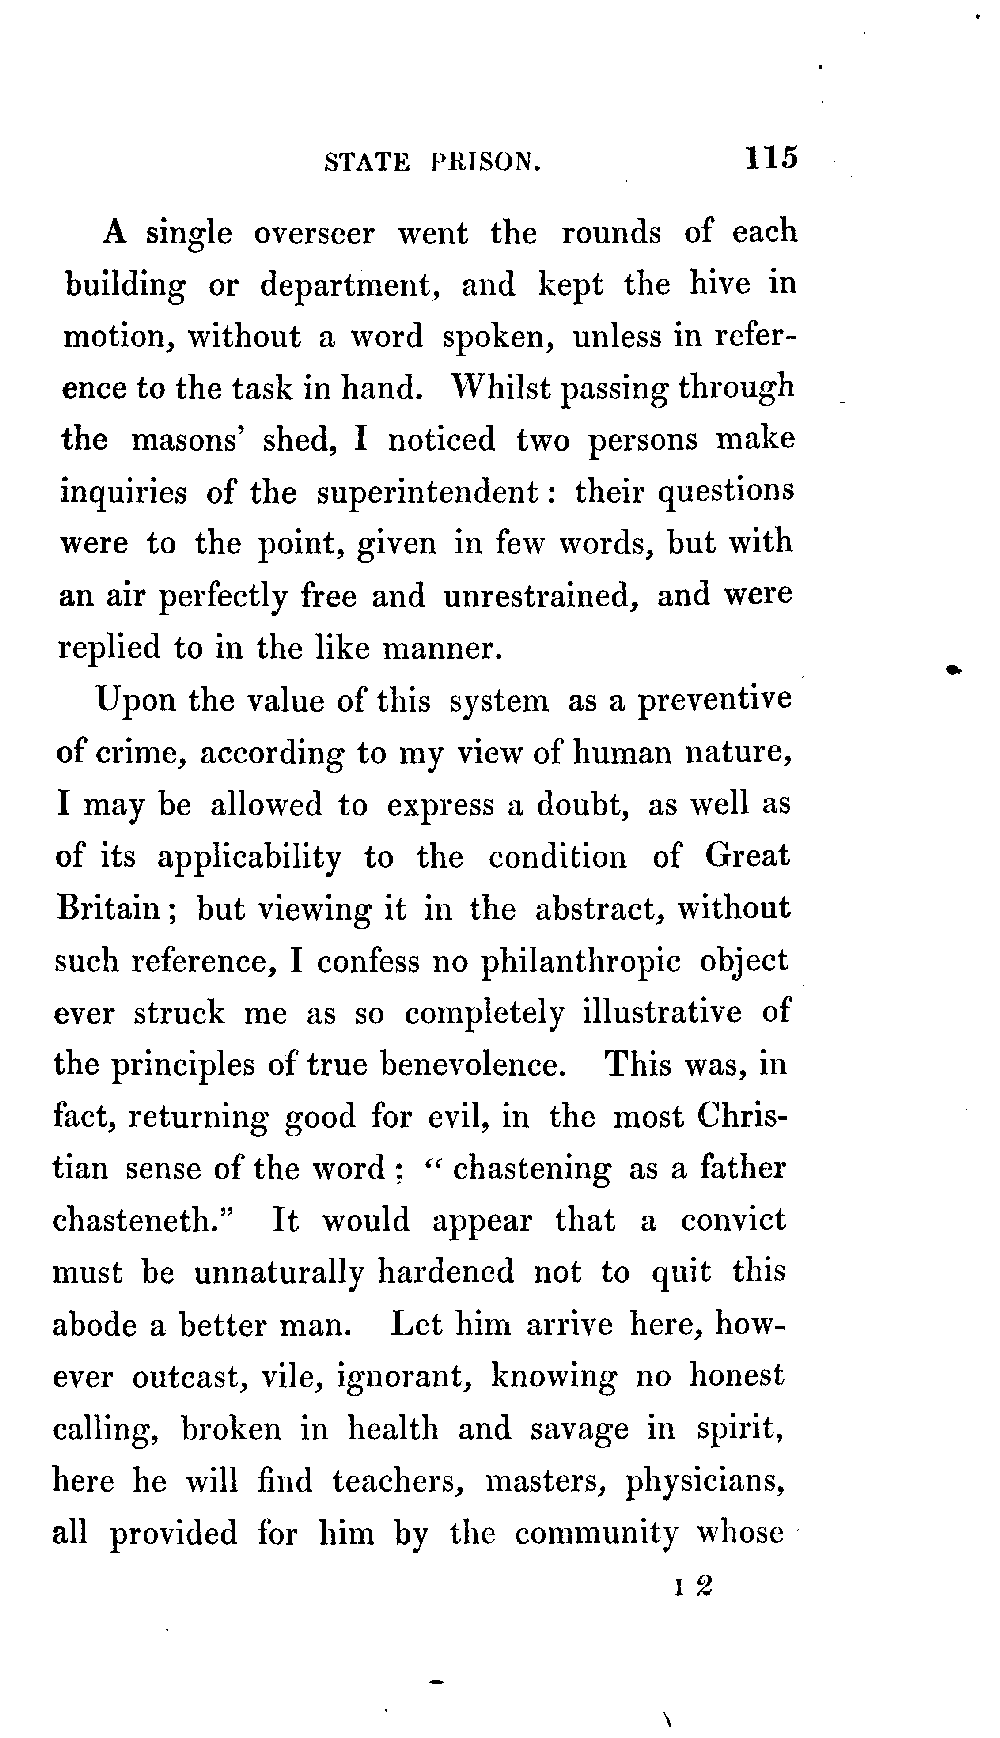 STATE PRISON. 115
A single overseer went the rounds of each
building or department, and kept the hive in
motion, without a word spoken, unless in refer-
ence to the task in hand. Whilst passing through
the masons' shed, I noticed two persons make
inquiries of the superintendent : their questions
were to the point, given in few words, but with
an air perfectly free and unrestrained, and were
replied to in the like manner.
Upon the value of this system as a preventive
of crime, according to my view of human nature,
I may be allowed to express a doubt, as well as
of its applicability to the condition of Great
Britain ; but viewing it in the abstract, without
such reference, I confess no philanthropic object
ever struck me as so completely illustrative of
the principles of true benevolence. This was, in
fact, returning good for evil, in the most Chris-
tian sense of the word : “ chastening as a father
chasteneth.” It would appear that a convict
must be unnaturally hardened not to quit this
abode a better man. Let him arrive here, how-
ever outcast, vile, ignorant, knowing no honest
calling, broken in health and savage in spirit,
here he will find teachers, masters, physicians,
all provided for him by the community whose
I 2